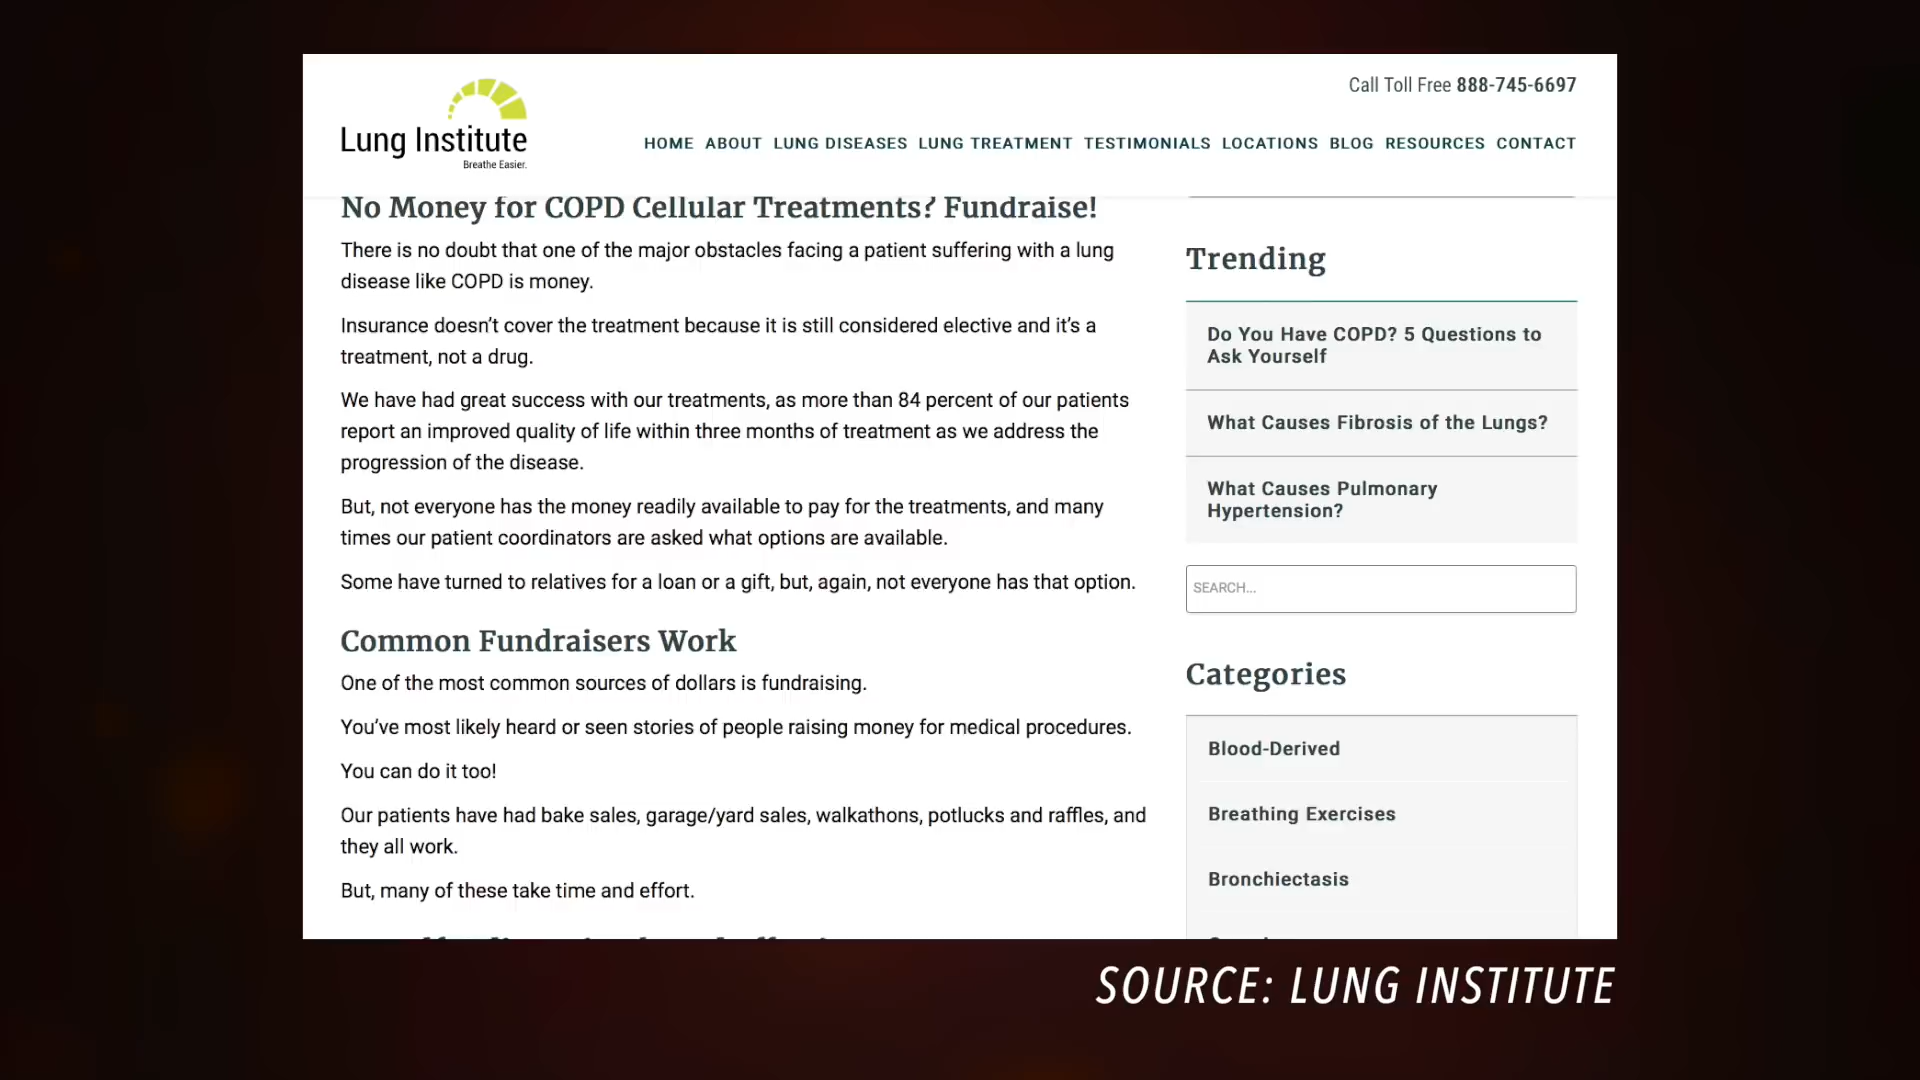 Call Toll Free 888-745-6697
Lung Institute
Breathe Easier.
HOME ABOUT LUNG DISEASES LUNG TREATMENT TESTIMONIALS LOCATIONS BLOG RESOURCES CONTACT
No Money for COPD Cellular Treatments? Fundraise!
There is no doubt that one of the major obstacles facing a patient suffering with a lung
disease like COPD is money.
Insurance doesn’t cover the treatment because it is still considered elective and it’s a
treatment, not a drug.
We have had great success with our treatments, as more than 84 percent of our patients
report an improved quality of life within three months of treatment as we address the
progression of the disease.
But, not everyone has the money readily available to pay for the treatments, and many
times our patient coordinators are asked what options are available.
Some have turned to relatives for a loan or a gift, but, again, not everyone has that option.
Common Fundraisers Work
One of the most common sources of dollars is fundraising.
You’ve most likely heard or seen stories of people raising money for medical procedures.
You can do it too!
Our patients have had bake sales, garage/yard sales, walkathons, potlucks and raffles, and
they all work.
But, many of these take time and effort.
Trending
Do You Have COPD? 5 Questions to
Ask Yourself
What Causes Fibrosis of the Lungs?
What Causes Pulmonary
Hypertension?
SEARCH...
Categories
Blood-Derived
Breathing Exercises
Bronchiectasis
SOURCE: LUNG INSTITUTE